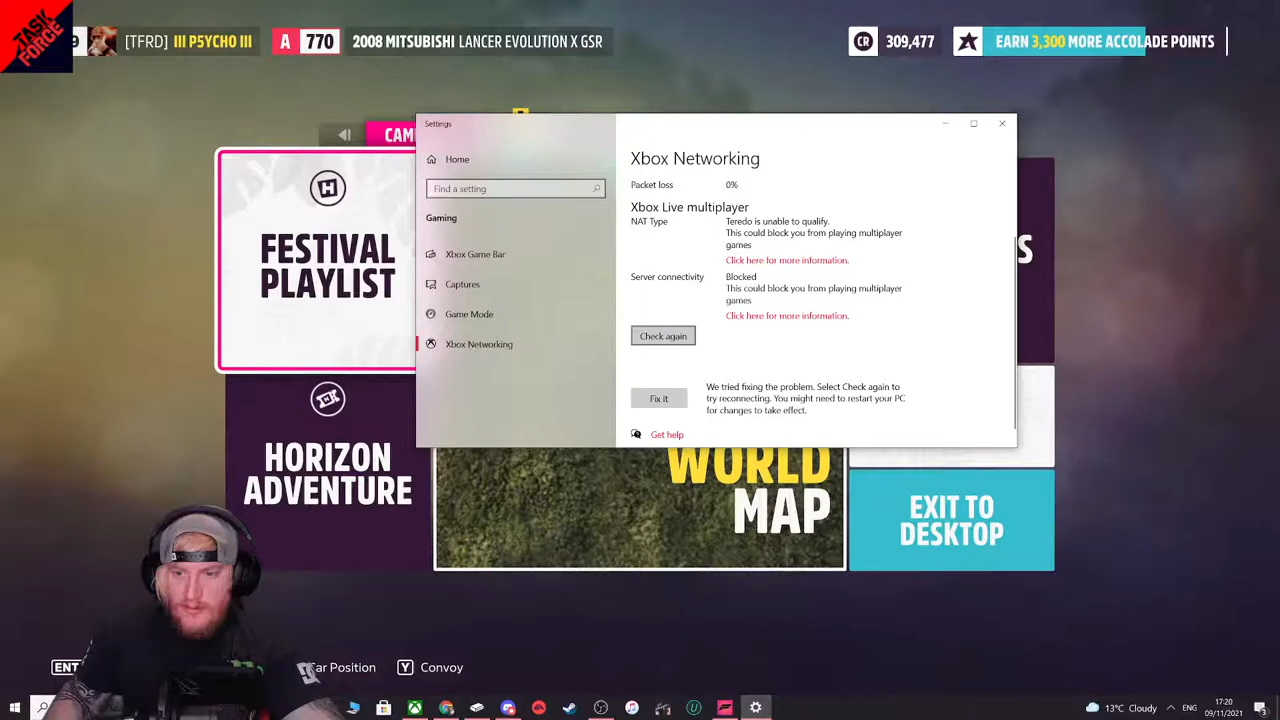 TASK
FORCE
9 [TFRD] III P5YCHO III
A 770
2008 MITSUBISHI LANCER EVOLUTION X GSR
CR 309,477
EARN 3,300 MORE ACCOLADE POINTS
CAM
FESTIVAL
PLAYLIST
HORIZON
ADVENTURE
WORLD
MAP
S
EXIT TO
DESKTOP
Settings
Home
Find a setting
Gaming
Xbox Game Bar
Captures
Game Mode
Xbox Networking
Xbox Networking
Packet loss 0%
Xbox Live multiplayer
NAT Type Teredo is unable to qualify.
This could block you from playing multiplayer
games
Click here for more information.
Server connectivity Blocked
This could block you from playing multiplayer
games
Click here for more information.
Check again
Fix it
We tried fixing the problem. Select Check again to
try reconnecting. You might need to restart your PC
for changes to take effect.
Get help
ENT
Car Position
Y Convoy
13°C Cloudy
ENG
17:20
09/11/2021